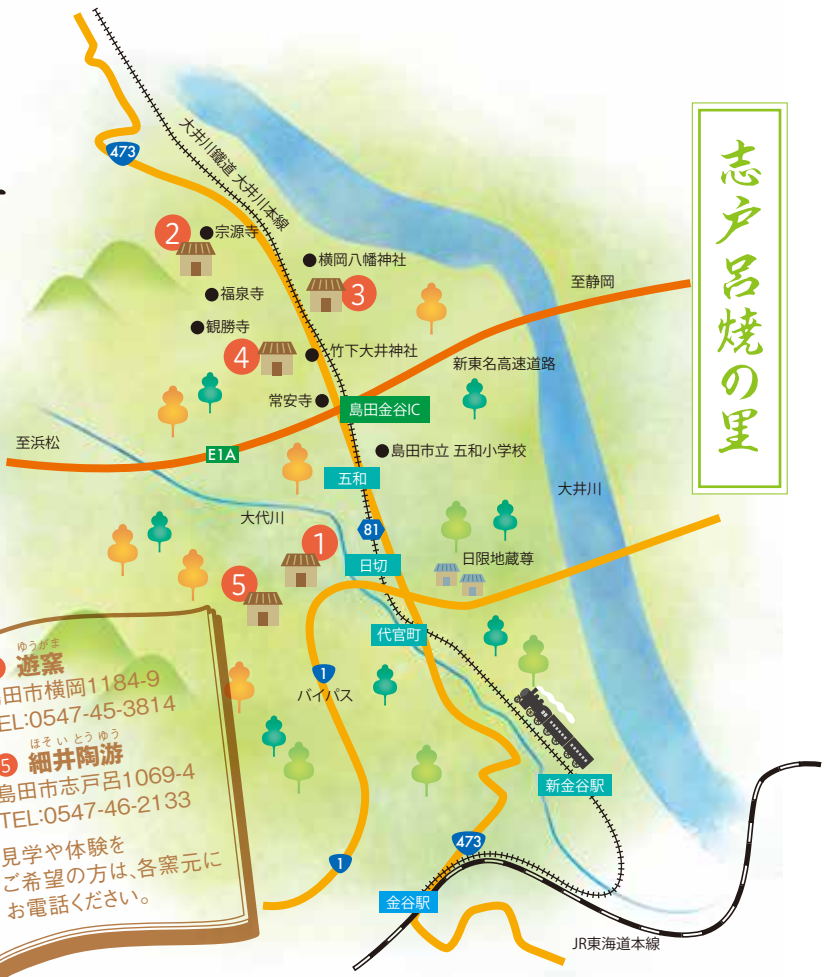 志戸呂焼の里
473
大井川鐵道 大井川本線
2
宗源寺
横岡八幡神社
3
至静岡
福泉寺
観勝寺
4
竹下大井神社
新東名高速道路
常安寺
島田金谷IC
至浜松
E1A
島田市立 五和小学校
五和
大井川
大代川
81
1
日切
日限地蔵尊
5
代官町
1
バイパス
新金谷駅
473
1
金谷駅
JR東海道本線
ゆうがま
遊窯
田市横岡1184-9
TEL:0547-45-3814
ほそいとうゆう
5 細井陶游
島田市志戸呂1069-4
TEL:0547-46-2133
見学や体験を
ご希望の方は、各窯元に
お電話ください。